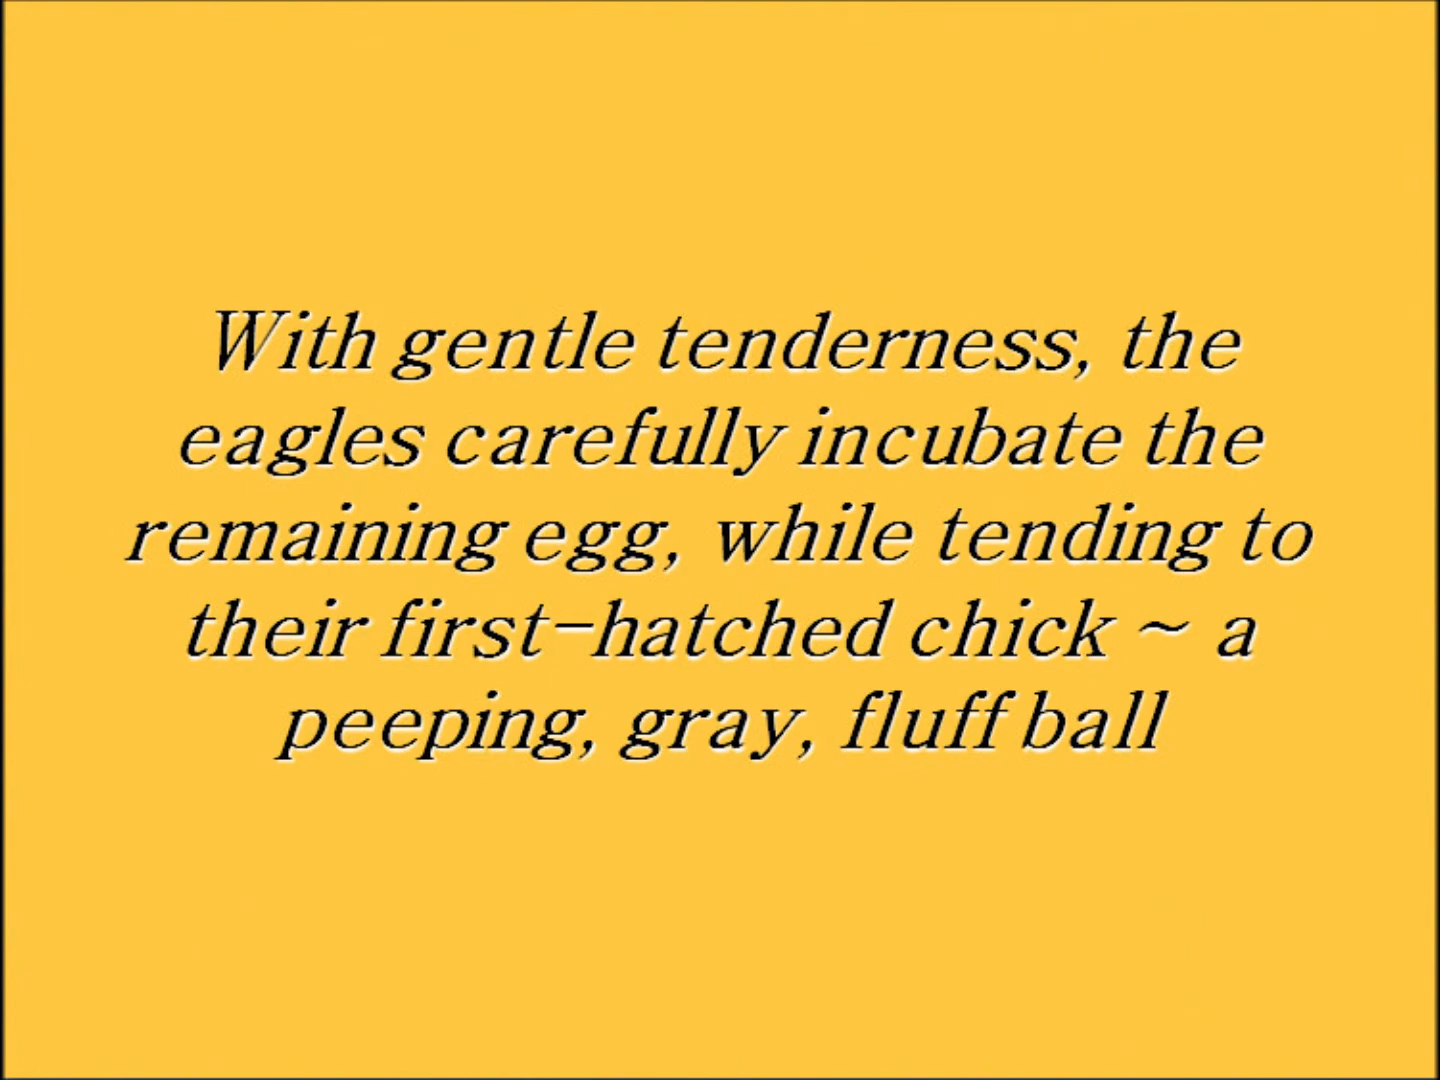 With gentle tenderness, the
eagles carefully incubate the
remaining egg, while tending to
their first-hatched chick ~ a
peeping, gray, fluff ball